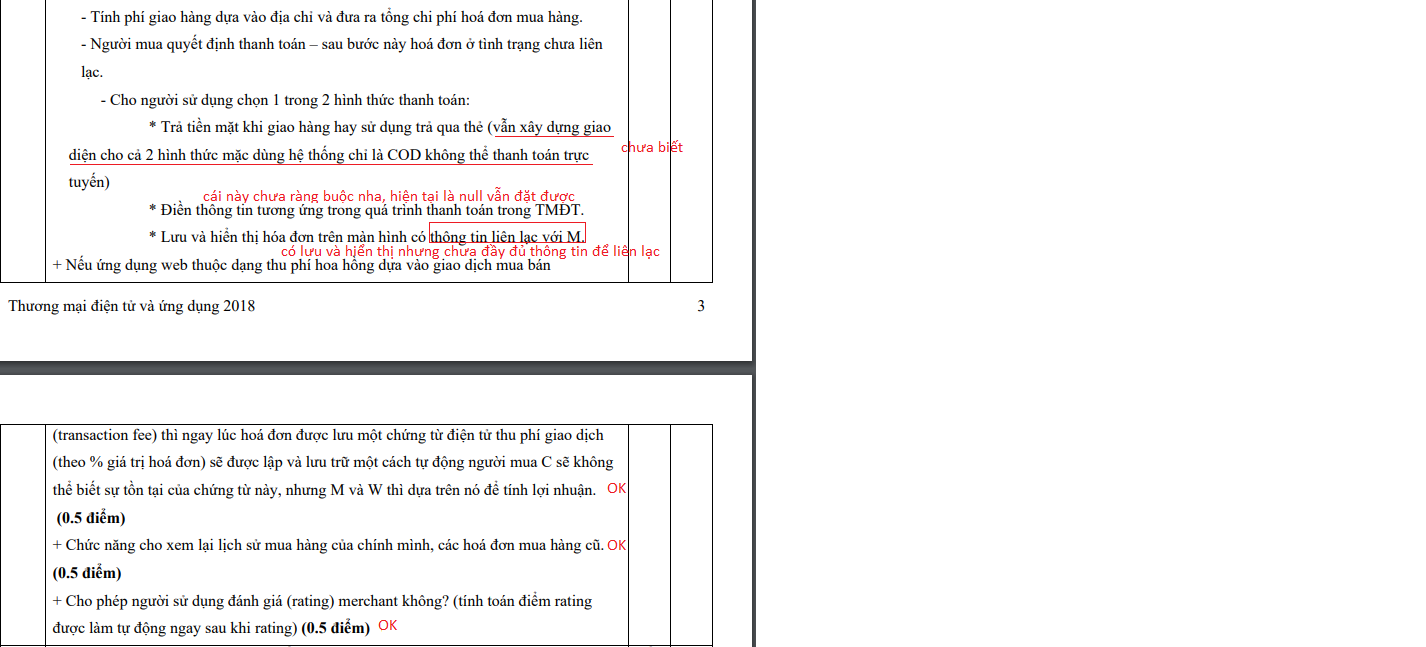 - Tính phí giao hàng dựa vào địa chỉ và đưa ra tổng chi phí hoá đơn mua hàng.
- Người mua quyết định thanh toán – sau bước này hoá đơn ở tình trạng chưa liên
lạc.
- Cho người sử dụng chọn 1 trong 2 hình thức thanh toán:
* Trả tiền mặt khi giao hàng hay sử dụng trả qua thẻ (vẫn xây dựng giao
chưa biết
diện cho cả 2 hình thức mặc dùng hệ thống chỉ là COD không thể thanh toán trực
tuyến)
cái này chưa ràng buộc nha, hiện tại là null vẫn đặt được
* Điền thông tin tương ứng trong quá trình thanh toán trong TMĐT.
* Lưu và hiển thị hóa đơn trên màn hình có thông tin liên lạc với M.
có lưu và hiển thị nhưng chưa đầy đủ thông tin để liên lạc
+ Nếu ứng dụng web thuộc dạng thu phí hoa hồng dựa vào giao dịch mua bán
Thương mại điện tử và ứng dụng 2018 3
(transaction fee) thì ngay lúc hoá đơn được lưu một chứng từ điện tử thu phí giao dịch
(theo % giá trị hoá đơn) sẽ được lập và lưu trữ một cách tự động người mua C sẽ không
thể biết sự tồn tại của chứng từ này, nhưng M và W thì dựa trên nó để tính lợi nhuận. OK
(0.5 điểm)
+ Chức năng cho xem lại lịch sử mua hàng của chính mình, các hoá đơn mua hàng cũ. OK
(0.5 điểm)
+ Cho phép người sử dụng đánh giá (rating) merchant không? (tính toán điểm rating
được làm tự động ngay sau khi rating) (0.5 điểm) OK